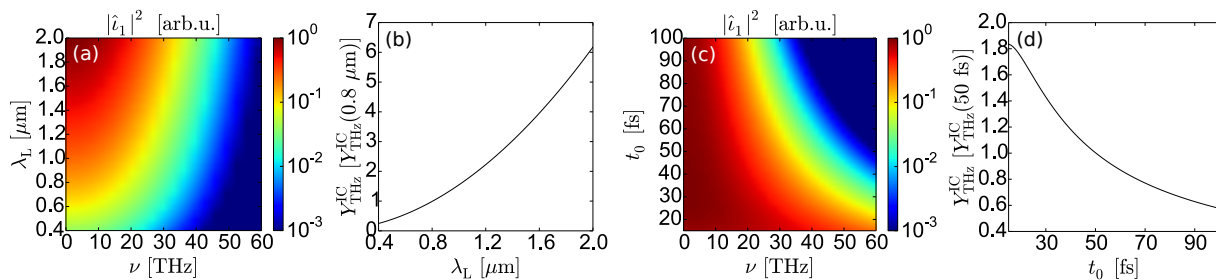 |î₁|² [arb.u.]
(a)
λ_L [μm]
2.0
1.8
1.6
1.4
1.2
1.0
0.8
0.6
0.4
0 10 20 30 40 50 60
ν [THz]
10⁰
10⁻¹
10⁻²
10⁻³
(b)
Y_THz^IC [Y_THz^IC(0.8 μm)]
7
6
5
4
3
2
1
0
0.4 0.8 1.2 1.6 2.0
λ_L [μm]
|î₁|² [arb.u.]
(c)
t₀ [fs]
100
90
80
70
60
50
40
30
20
0 10 20 30 40 50 60
ν [THz]
10⁰
10⁻¹
10⁻²
10⁻³
(d)
Y_THz^IC [Y_THz^IC(50 fs)]
2.0
1.8
1.6
1.4
1.2
1.0
0.8
0.6
0.4
30 50 70 90
t₀ [fs]